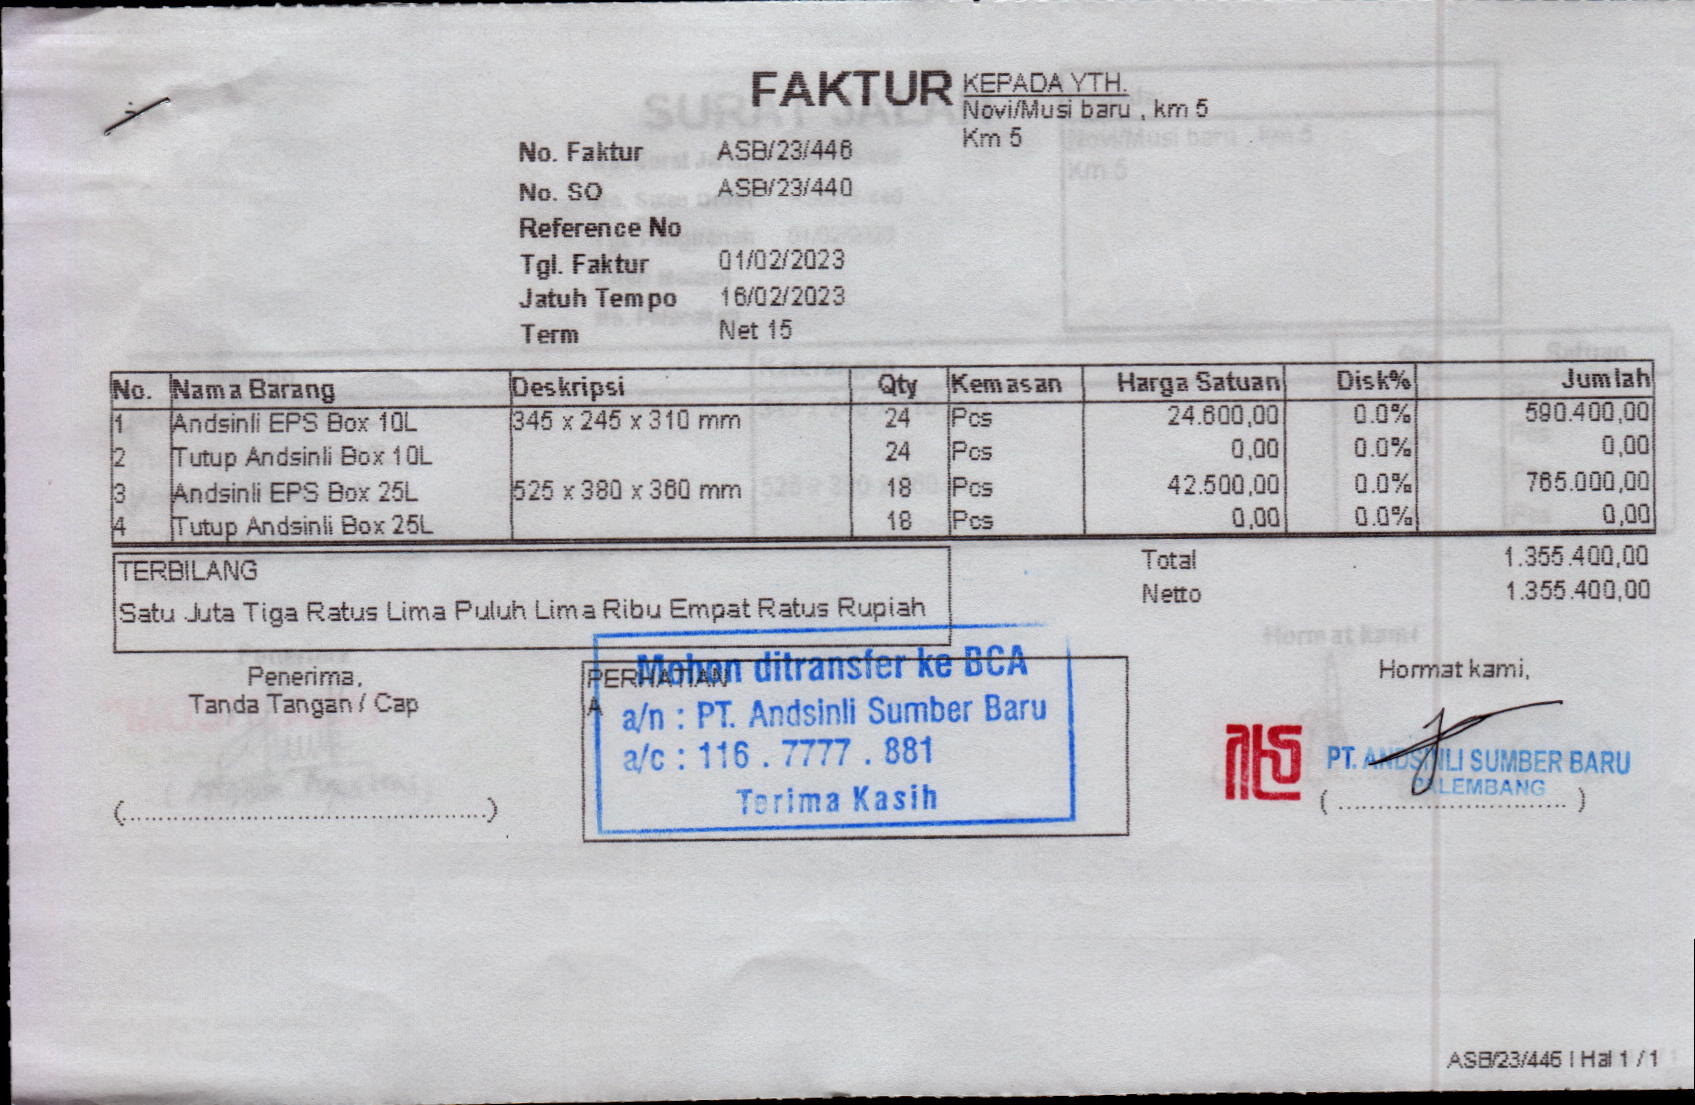 FAKTUR
KEPADA YTH.
Novi/Musi baru , km 5
Km 5
No. Faktur ASB/23/446
No. SO ASB/23/440
Reference No
Tgl. Faktur 01/02/2023
Jatuh Tempo 16/02/2023
Term Net 15
No. Nama Barang Deskripsi Qty Kemasan Harga Satuan Disk% Jumlah
1 Andsinli EPS Box 10L 345 x 245 x 310 mm 24 Pcs 24.600,00 0.0% 590.400,00
2 Tutup Andsinli Box 10L 24 Pcs 0,00 0.0% 0,00
3 Andsinli EPS Box 25L 525 x 380 x 360 mm 18 Pcs 42.500,00 0.0% 765.000,00
4 Tutup Andsinli Box 25L 18 Pcs 0,00 0.0% 0,00
Total 1.355.400,00
Netto 1.355.400,00
TERBILANG
Satu Juta Tiga Ratus Lima Puluh Lima Ribu Empat Ratus Rupiah
Penerima,
Tanda Tangan / Cap
(................................................)
PERHATIAN
A
Mohon ditransfer ke BCA
a/n : PT. Andsinli Sumber Baru
a/c : 116 . 7777 . 881
Terima Kasih
Hormat kami,
PT. ANDSINLI SUMBER BARU
PALEMBANG
( .............................. )
ASB/23/446 | Hal 1 / 1